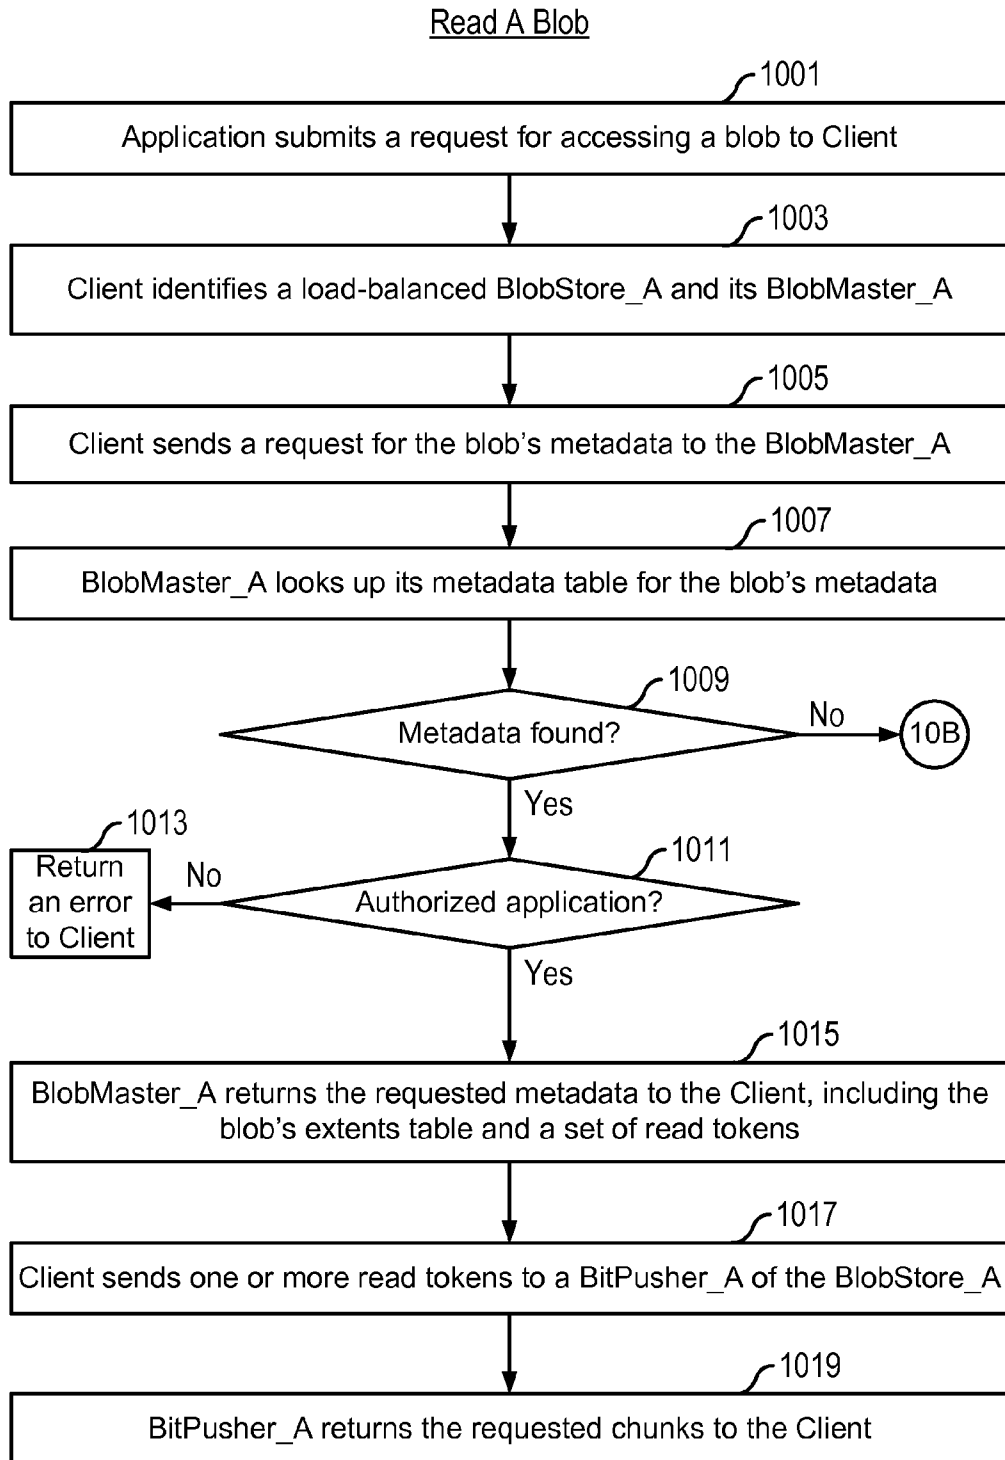 Read A Blob
1001
Application submits a request for accessing a blob to Client
1003
Client identifies a load-balanced BlobStore_A and its BlobMaster_A
1005
Client sends a request for the blob's metadata to the BlobMaster_A
1007
BlobMaster_A looks up its metadata table for the blob's metadata
1009
Metadata found?
No
10B
Yes
1013
Return
an error
to Client
No
1011
Authorized application?
Yes
1015
BlobMaster_A returns the requested metadata to the Client, including the
blob's extents table and a set of read tokens
1017
Client sends one or more read tokens to a BitPusher_A of the BlobStore_A
1019
BitPusher_A returns the requested chunks to the Client